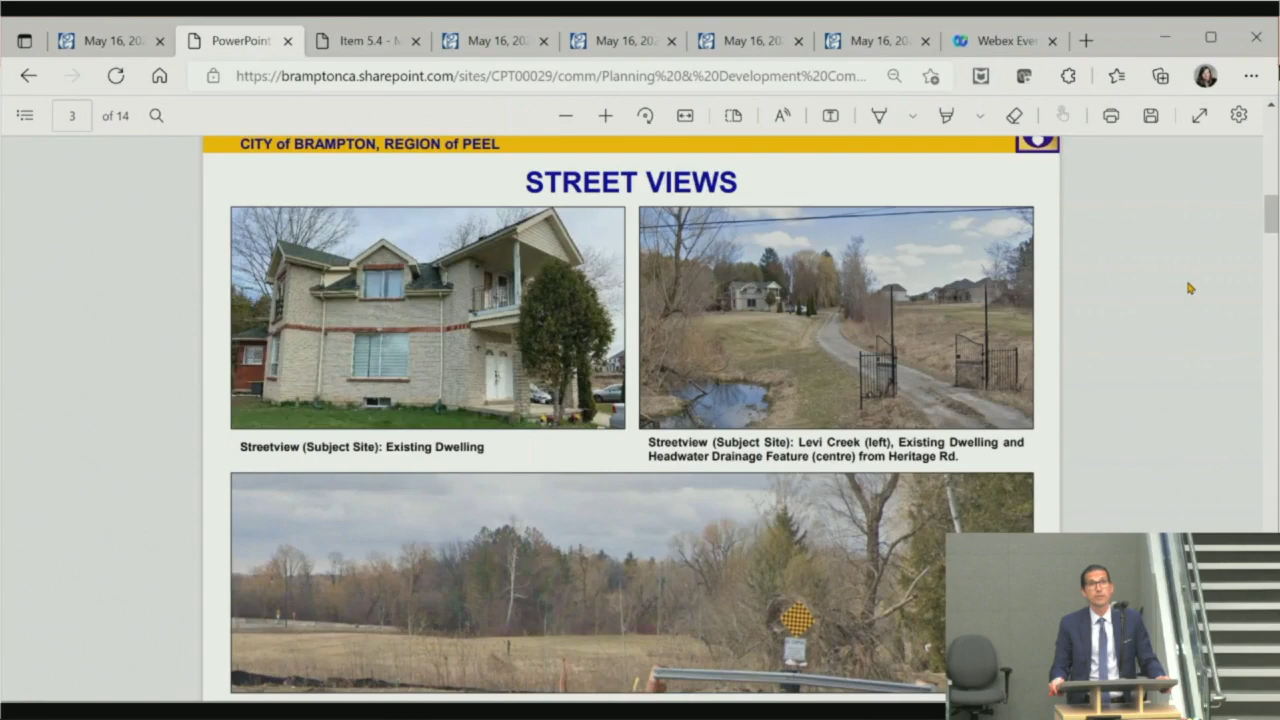 May 16, 20
PowerPoint
Item 5.4 -
May 16, 20
May 16, 20
May 16, 20
May 16, 20
Webex Eve
https://bramptonca.sharepoint.com/sites/CPT00029/comm/Planning%20&%20Development%20Com...
3 of 14
CITY of BRAMPTON, REGION of PEEL
STREET VIEWS
Streetview (Subject Site): Existing Dwelling
Streetview (Subject Site): Levi Creek (left), Existing Dwelling and
Headwater Drainage Feature (centre) from Heritage Rd.